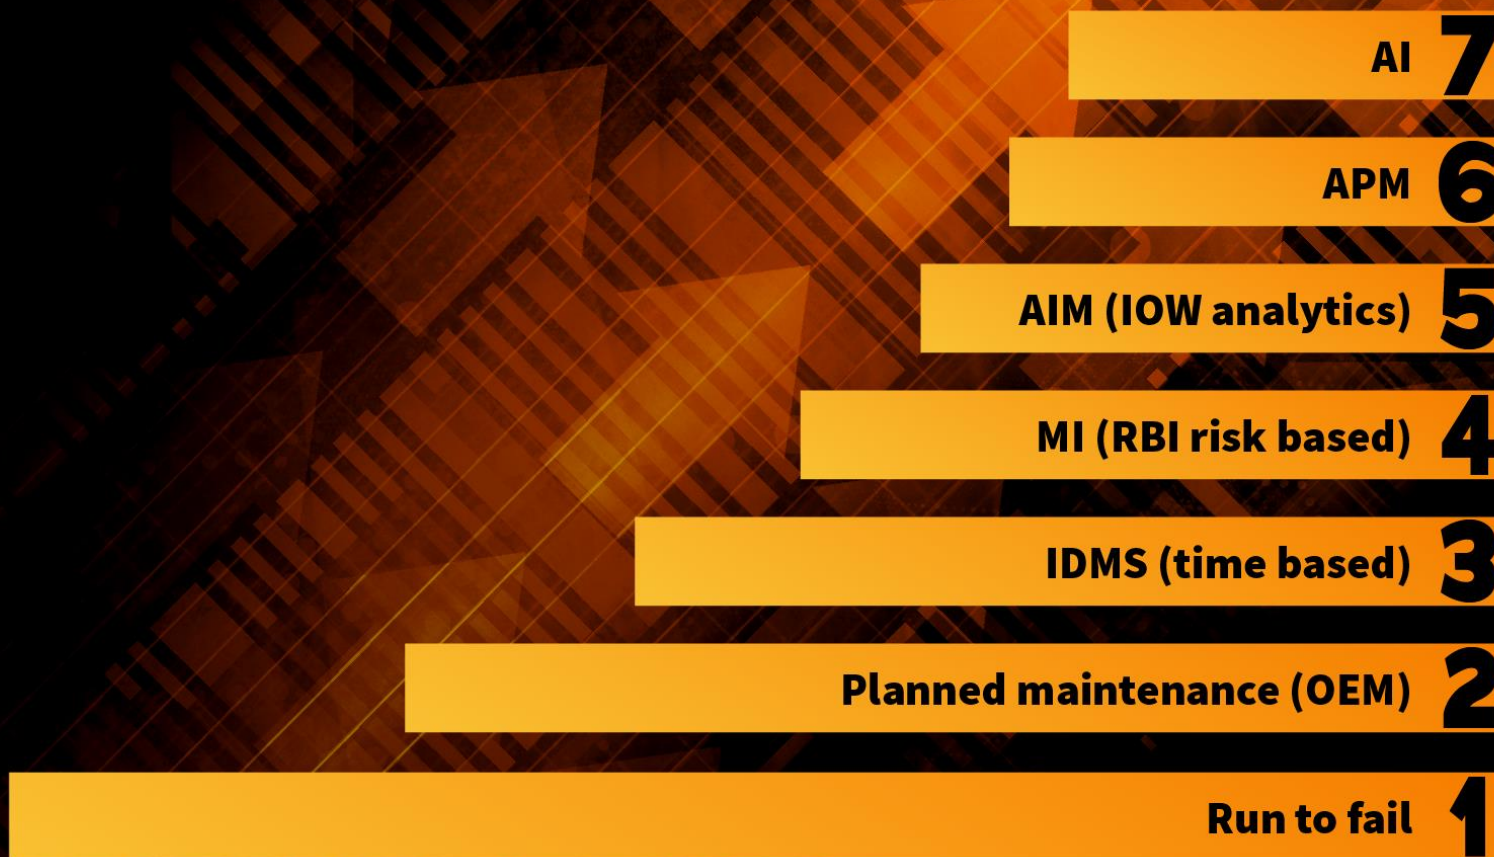 AI 7
APM 6
AIM (IOW analytics) 5
MI (RBI risk based) 4
IDMS (time based) 3
Planned maintenance (OEM) 2
Run to fail 1